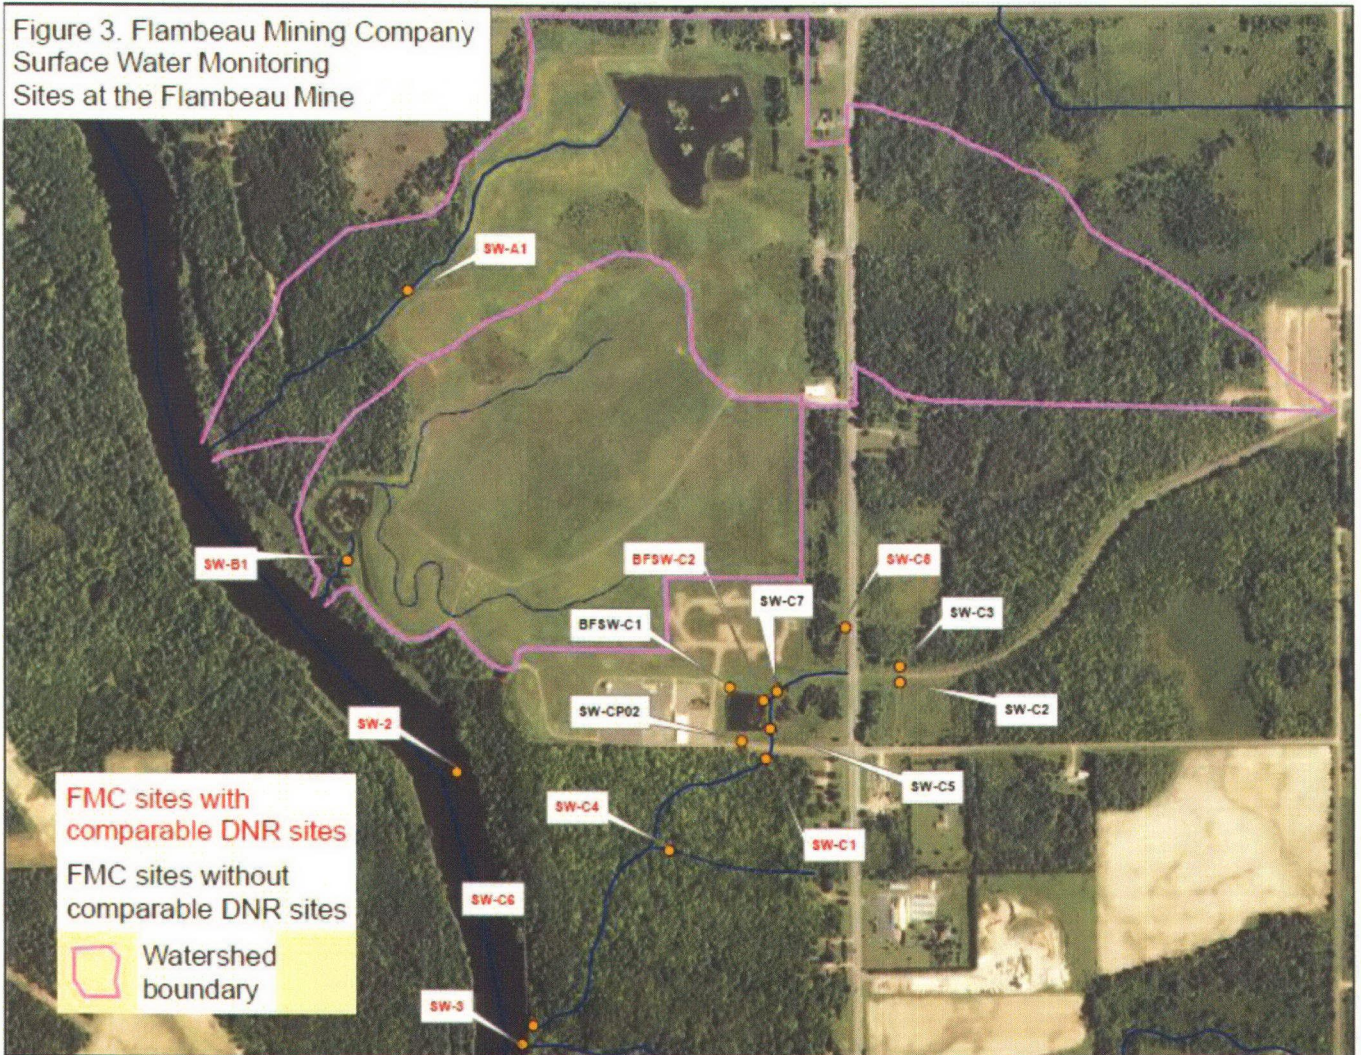 Figure 3. Flambeau Mining Company
Surface Water Monitoring
Sites at the Flambeau Mine
SW-A1
SW-B1
BFSW-C2
SW-C8
SW-C7
SW-C3
BFSW-C1
SW-CP02
SW-C2
SW-2
SW-C5
SW-C4
SW-C1
SW-C6
SW-3
FMC sites with
comparable DNR sites
FMC sites without
comparable DNR sites
Watershed
boundary